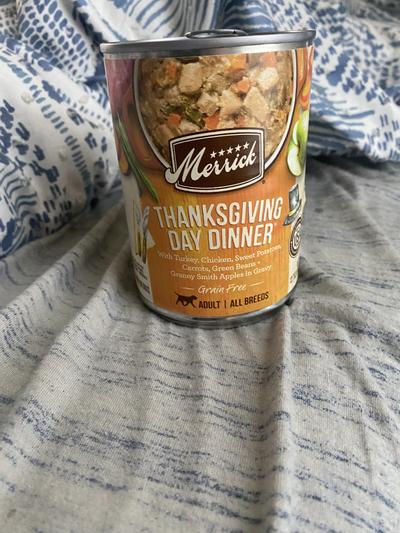 Merrick
THANKSGIVING
DAY DINNER
With Turkey, Chicken, Sweet Potatoes,
Carrots, Green Beans +
Granny Smith Apples in Gravy
Grain Free
ADULT | ALL BREEDS